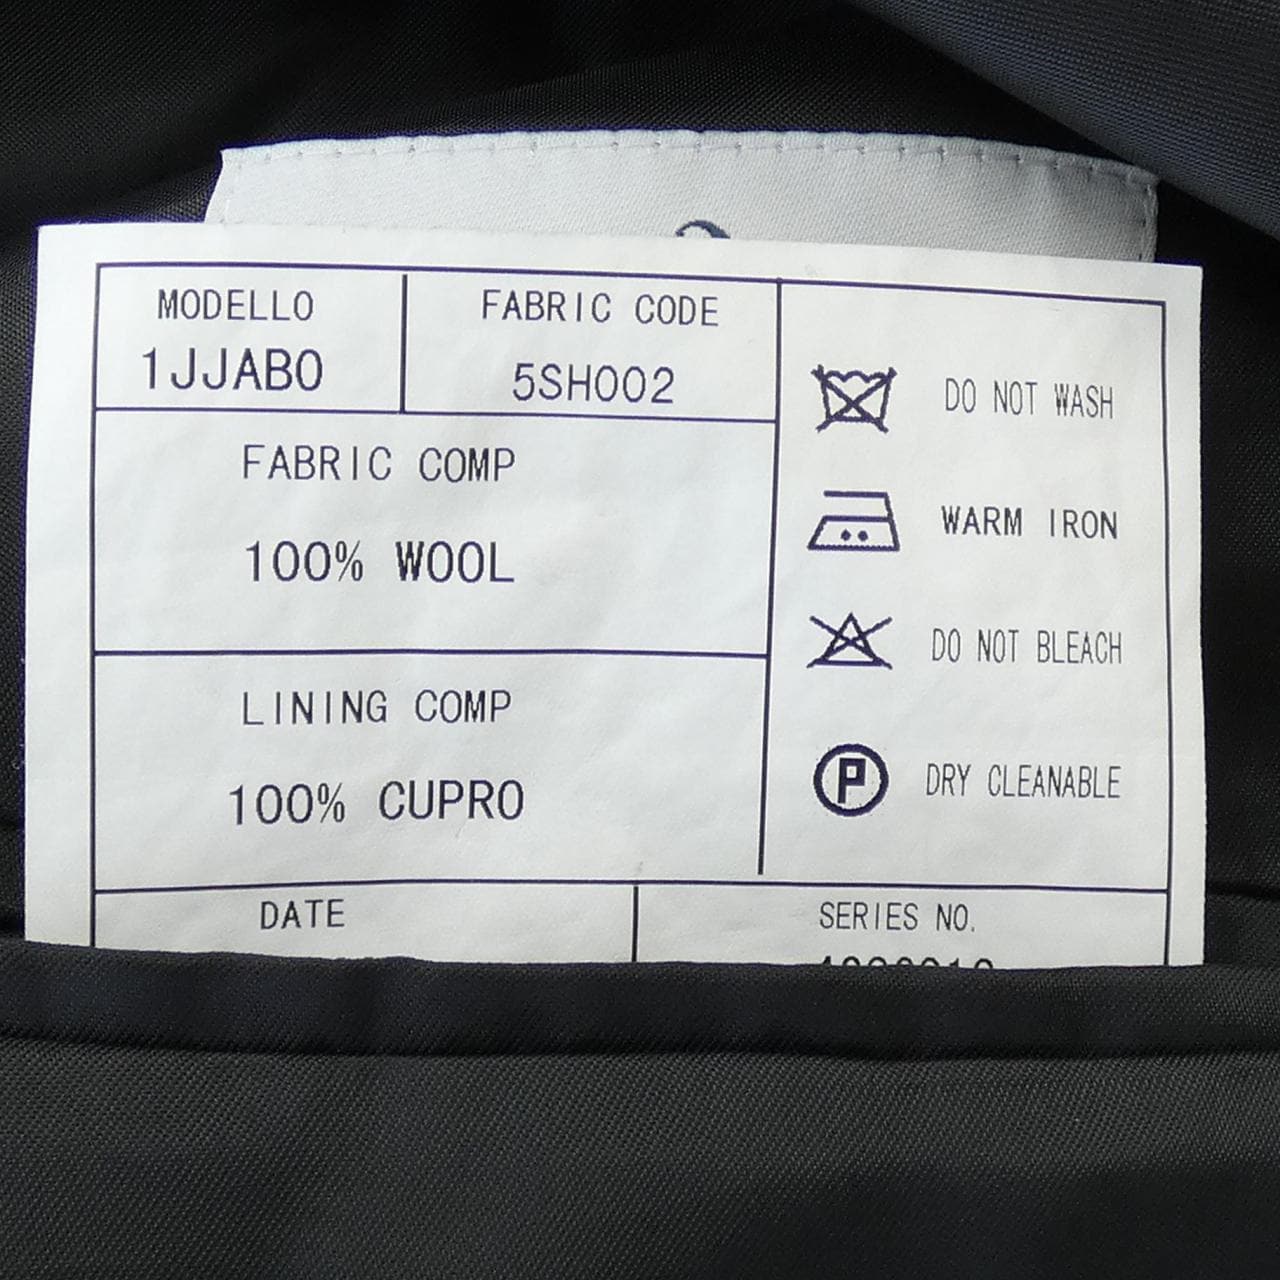 MODELLO
1JJAB0
FABRIC CODE
5SH002
FABRIC COMP
100% WOOL
LINING COMP
100% CUPRO
DO NOT WASH
WARM IRON
DO NOT BLEACH
P
DRY CLEANABLE
DATE
SERIES NO.